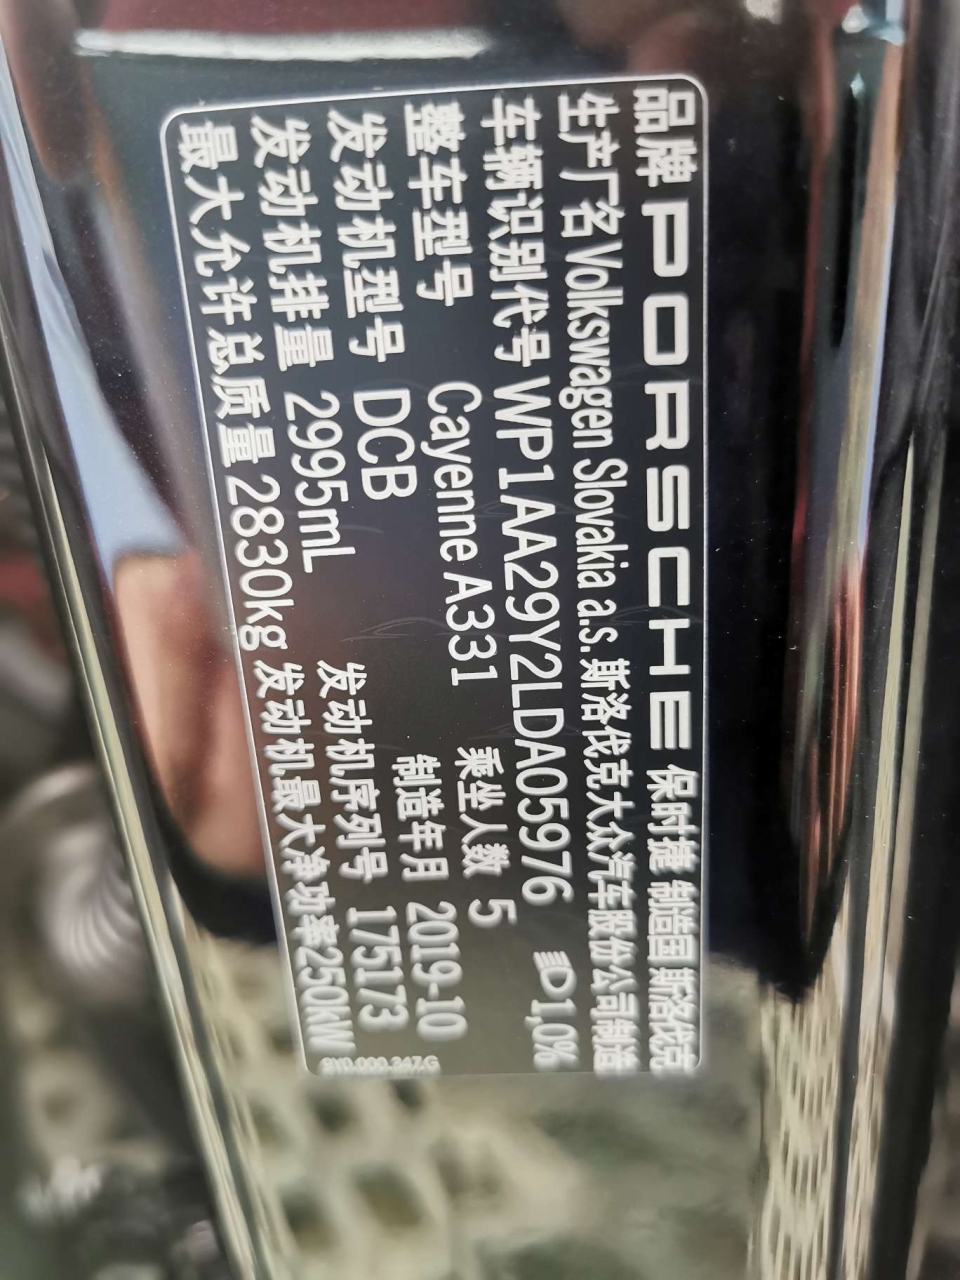 品牌 PORSCHE 保时捷 制造国 斯洛伐克
生产厂名 Volkswagen Slovakia a.s. 斯洛伐克大众汽车股份公司制造
车辆识别代号 WP1AA29Y2LDA05976 1,0%
整车型号 Cayenne A331 乘坐人数 5
制造年月 2019-10
发动机型号 DCB 发动机序列号 175173
发动机排量 2995mL
最大允许总质量 2830kg 发动机最大净功率 250kW
9Y0.000.347.G